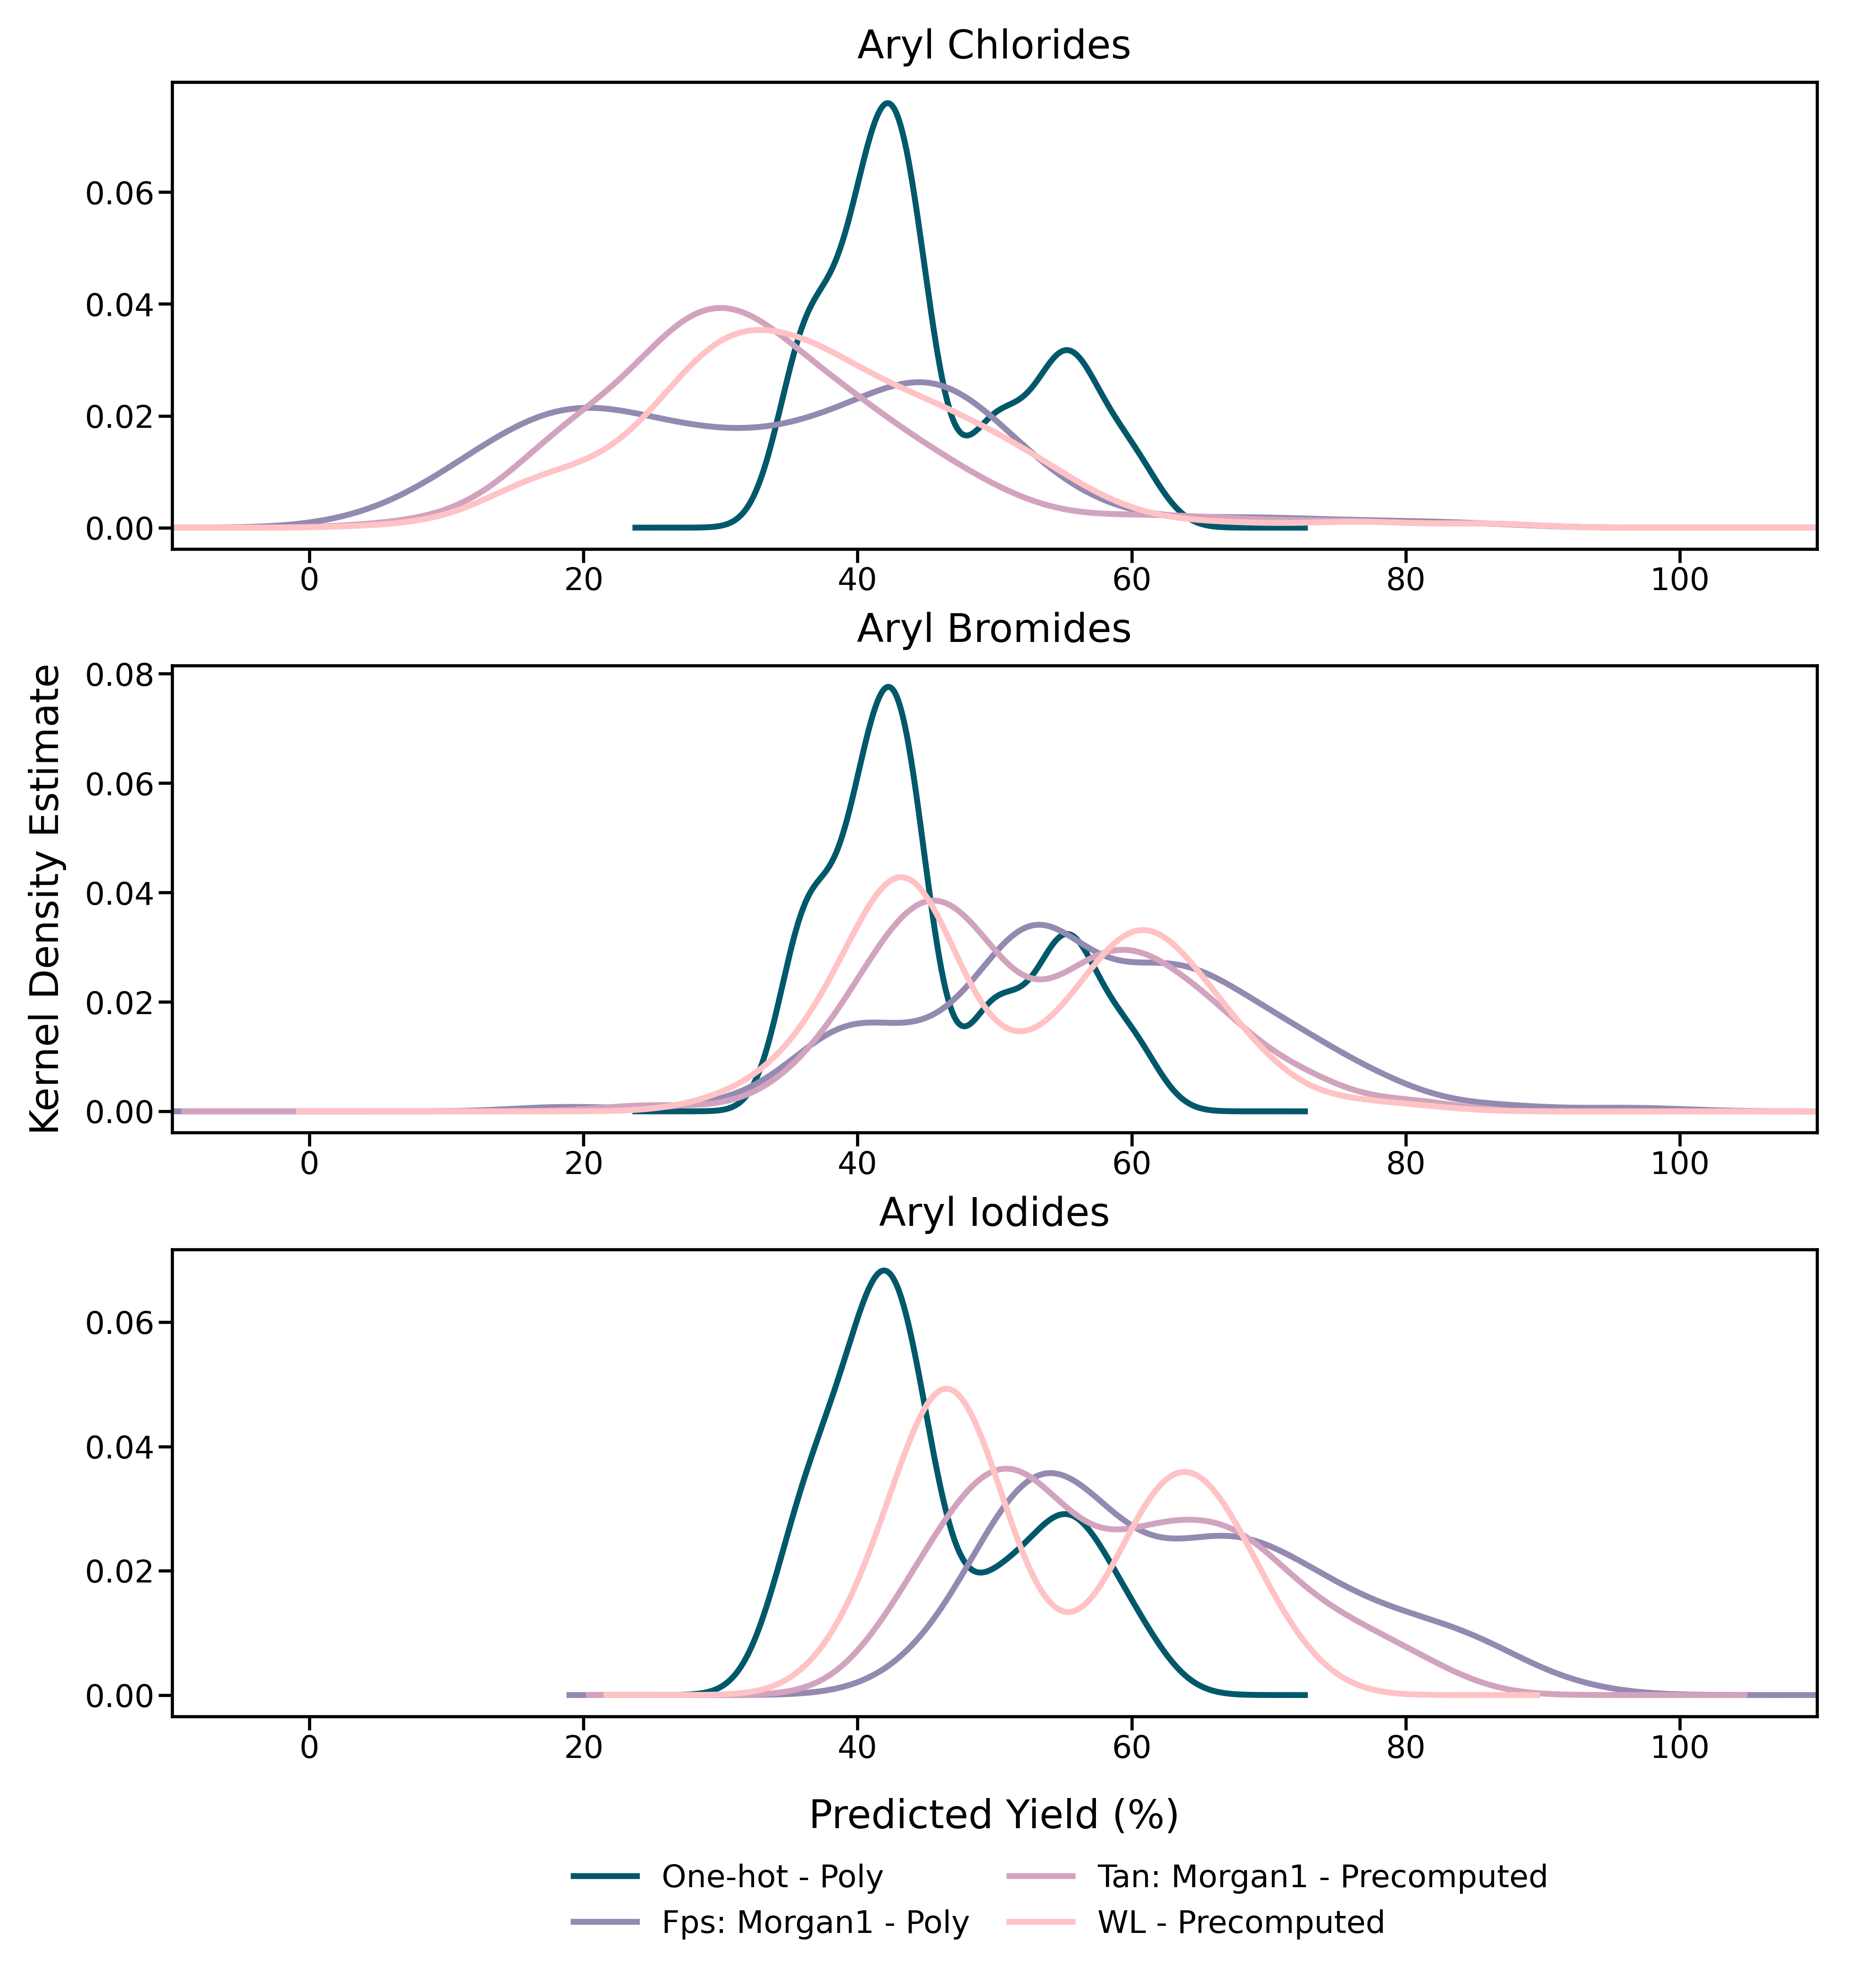 Aryl Chlorides
0.06
0.04
0.02
0.00
0 20 40 60 80 100
Aryl Bromides
Kernel Density Estimate
0.08
0.06
0.04
0.02
0.00
0 20 40 60 80 100
Aryl Iodides
0.06
0.04
0.02
0.00
0 20 40 60 80 100
Predicted Yield (%)
One-hot - Poly
Fps: Morgan1 - Poly
Tan: Morgan1 - Precomputed
WL - Precomputed